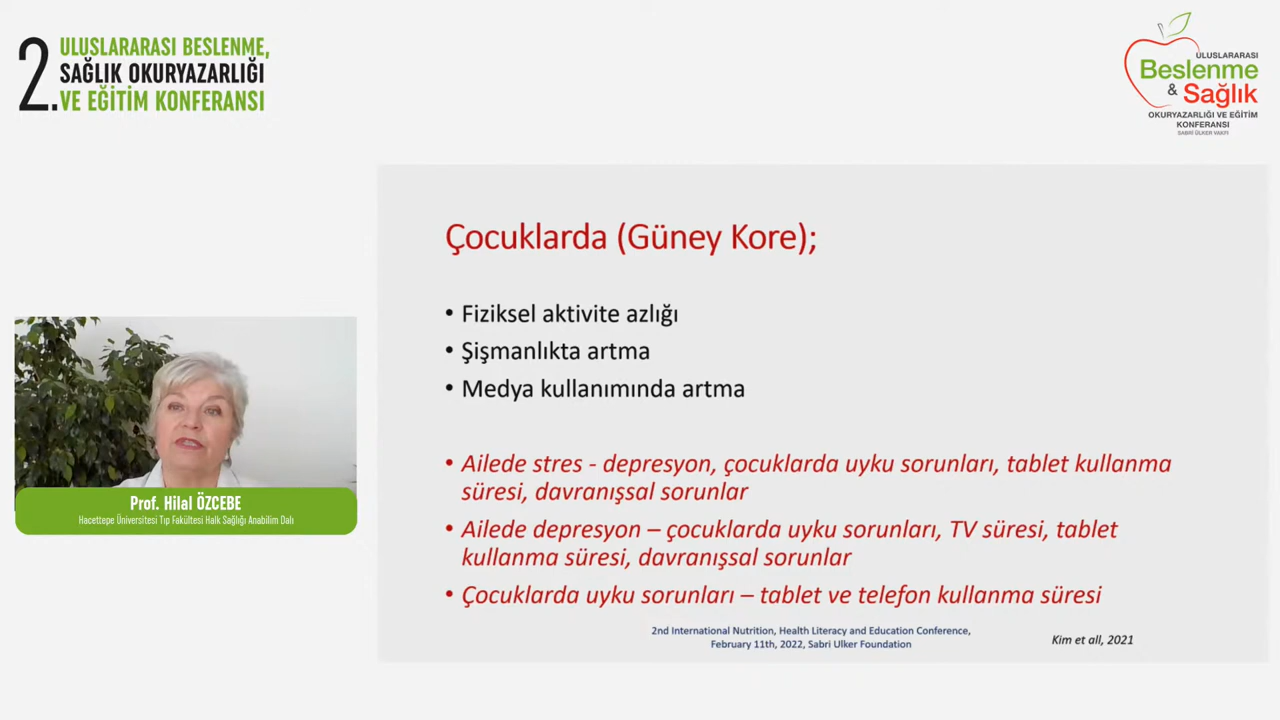 2.
ULUSLARARASI BESLENME,
SAĞLIK OKURYAZARLIĞI
VE EĞİTİM KONFERANSI
ULUSLARARASI
Beslenme
& Sağlık
OKURYAZARLIĞI VE EĞİTİM
KONFERANSI
SABRİ ÜLKER VAKFI
Çocuklarda (Güney Kore);
• Fiziksel aktivite azlığı
• Şişmanlıkta artma
• Medya kullanımında artma
• Ailede stres - depresyon, çocuklarda uyku sorunları, tablet kullanma
süresi, davranışsal sorunlar
• Ailede depresyon – çocuklarda uyku sorunları, TV süresi, tablet
kullanma süresi, davranışsal sorunlar
• Çocuklarda uyku sorunları – tablet ve telefon kullanma süresi
2nd International Nutrition, Health Literacy and Education Conference,
February 11th, 2022, Sabri Ulker Foundation
Kim et all, 2021
Prof. Hilal ÖZCEBE
Hacettepe Üniversitesi Tıp Fakültesi Halk Sağlığı Anabilim Dalı